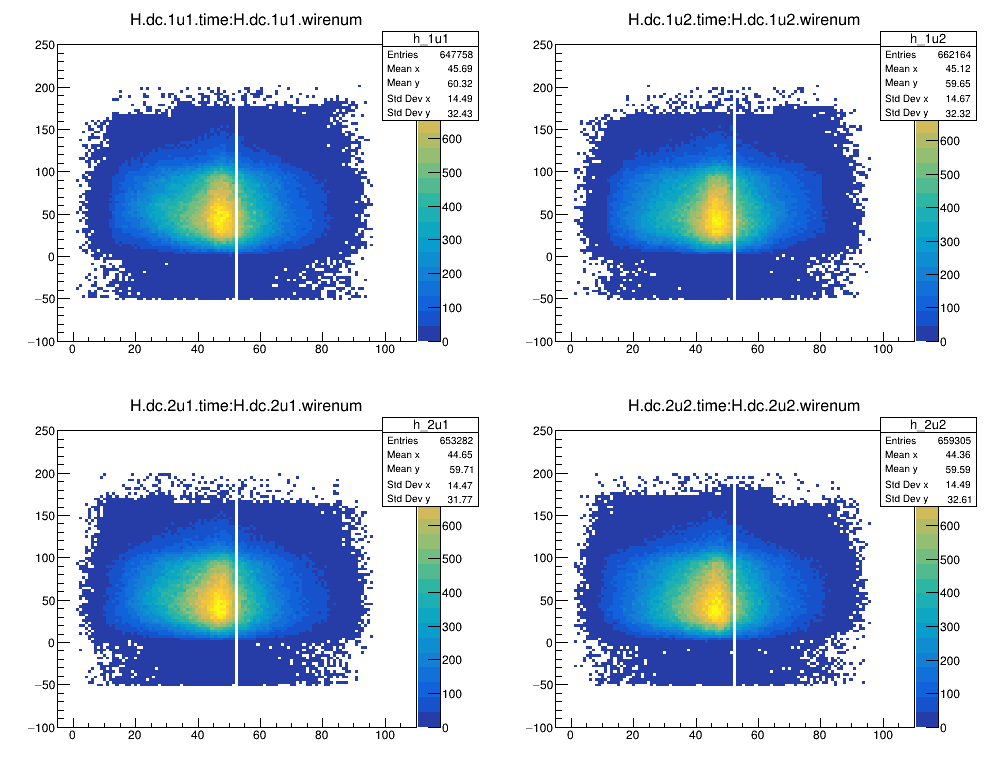 H.dc.1u1.time:H.dc.1u1.wirenum
h_1u1
Entries 647758
Mean x 45.69
Mean y 60.32
Std Dev x 14.49
Std Dev y 32.43
250
200
150
100
50
0
−50
−100
0 20 40 60 80 100
600
500
400
300
200
100
0
H.dc.1u2.time:H.dc.1u2.wirenum
h_1u2
Entries 662164
Mean x 45.12
Mean y 59.65
Std Dev x 14.67
Std Dev y 32.32
250
200
150
100
50
0
−50
−100
0 20 40 60 80 100
600
500
400
300
200
100
0
H.dc.2u1.time:H.dc.2u1.wirenum
h_2u1
Entries 653282
Mean x 44.65
Mean y 59.71
Std Dev x 14.47
Std Dev y 31.77
250
200
150
100
50
0
−50
−100
0 20 40 60 80 100
600
500
400
300
200
100
0
H.dc.2u2.time:H.dc.2u2.wirenum
h_2u2
Entries 659305
Mean x 44.36
Mean y 59.59
Std Dev x 14.49
Std Dev y 32.61
250
200
150
100
50
0
−50
−100
0 20 40 60 80 100
600
500
400
300
200
100
0